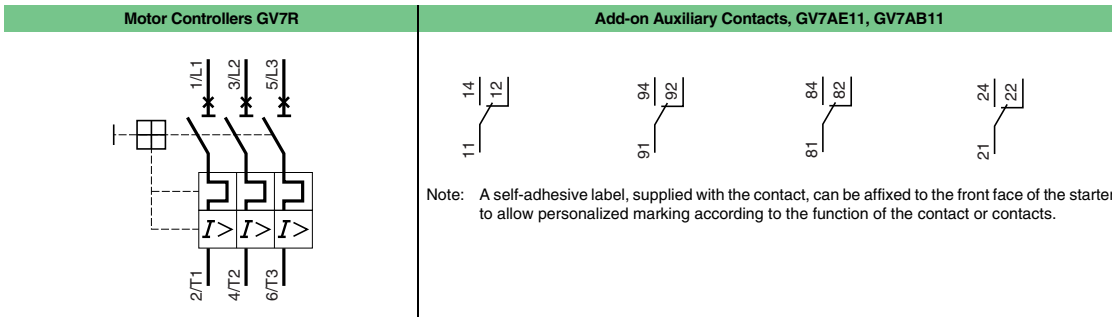 Motor Controllers GV7R
Add-on Auxiliary Contacts, GV7AE11, GV7AB11
1/L1
3/L2
5/L3
I>
I>
I>
2/T1
4/T2
6/T3
14
12
11
94
92
91
84
82
81
24
22
21
Note: A self-adhesive label, supplied with the contact, can be affixed to the front face of the starter
to allow personalized marking according to the function of the contact or contacts.